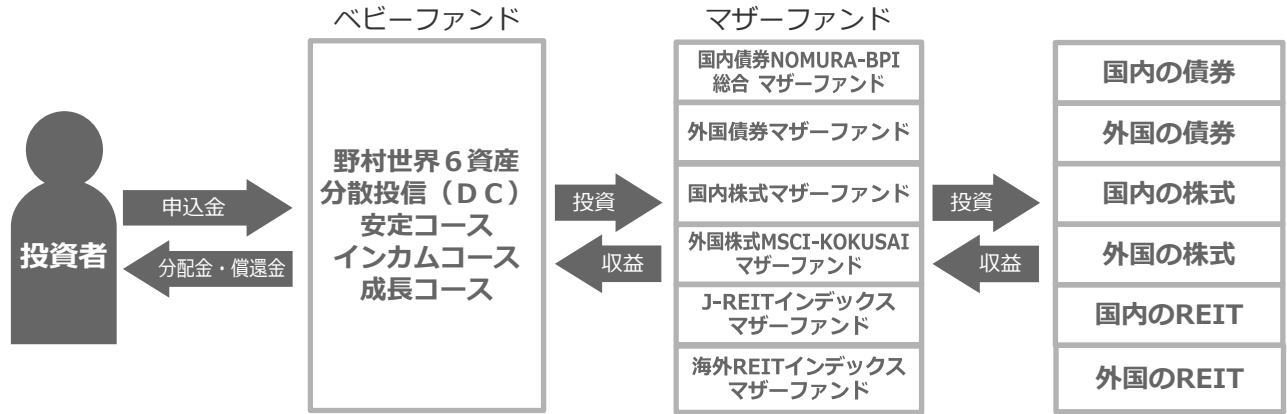 ベビーファンド
マザーファンド
投資者
申込金
分配金・償還金
野村世界６資産
分散投信（ＤＣ）
安定コース
インカムコース
成長コース
投資
収益
国内債券NOMURA-BPI
総合 マザーファンド
外国債券マザーファンド
国内株式マザーファンド
外国株式MSCI-KOKUSAI
マザーファンド
J-REITインデックス
マザーファンド
海外REITインデックス
マザーファンド
投資
収益
国内の債券
外国の債券
国内の株式
外国の株式
国内のREIT
外国のREIT